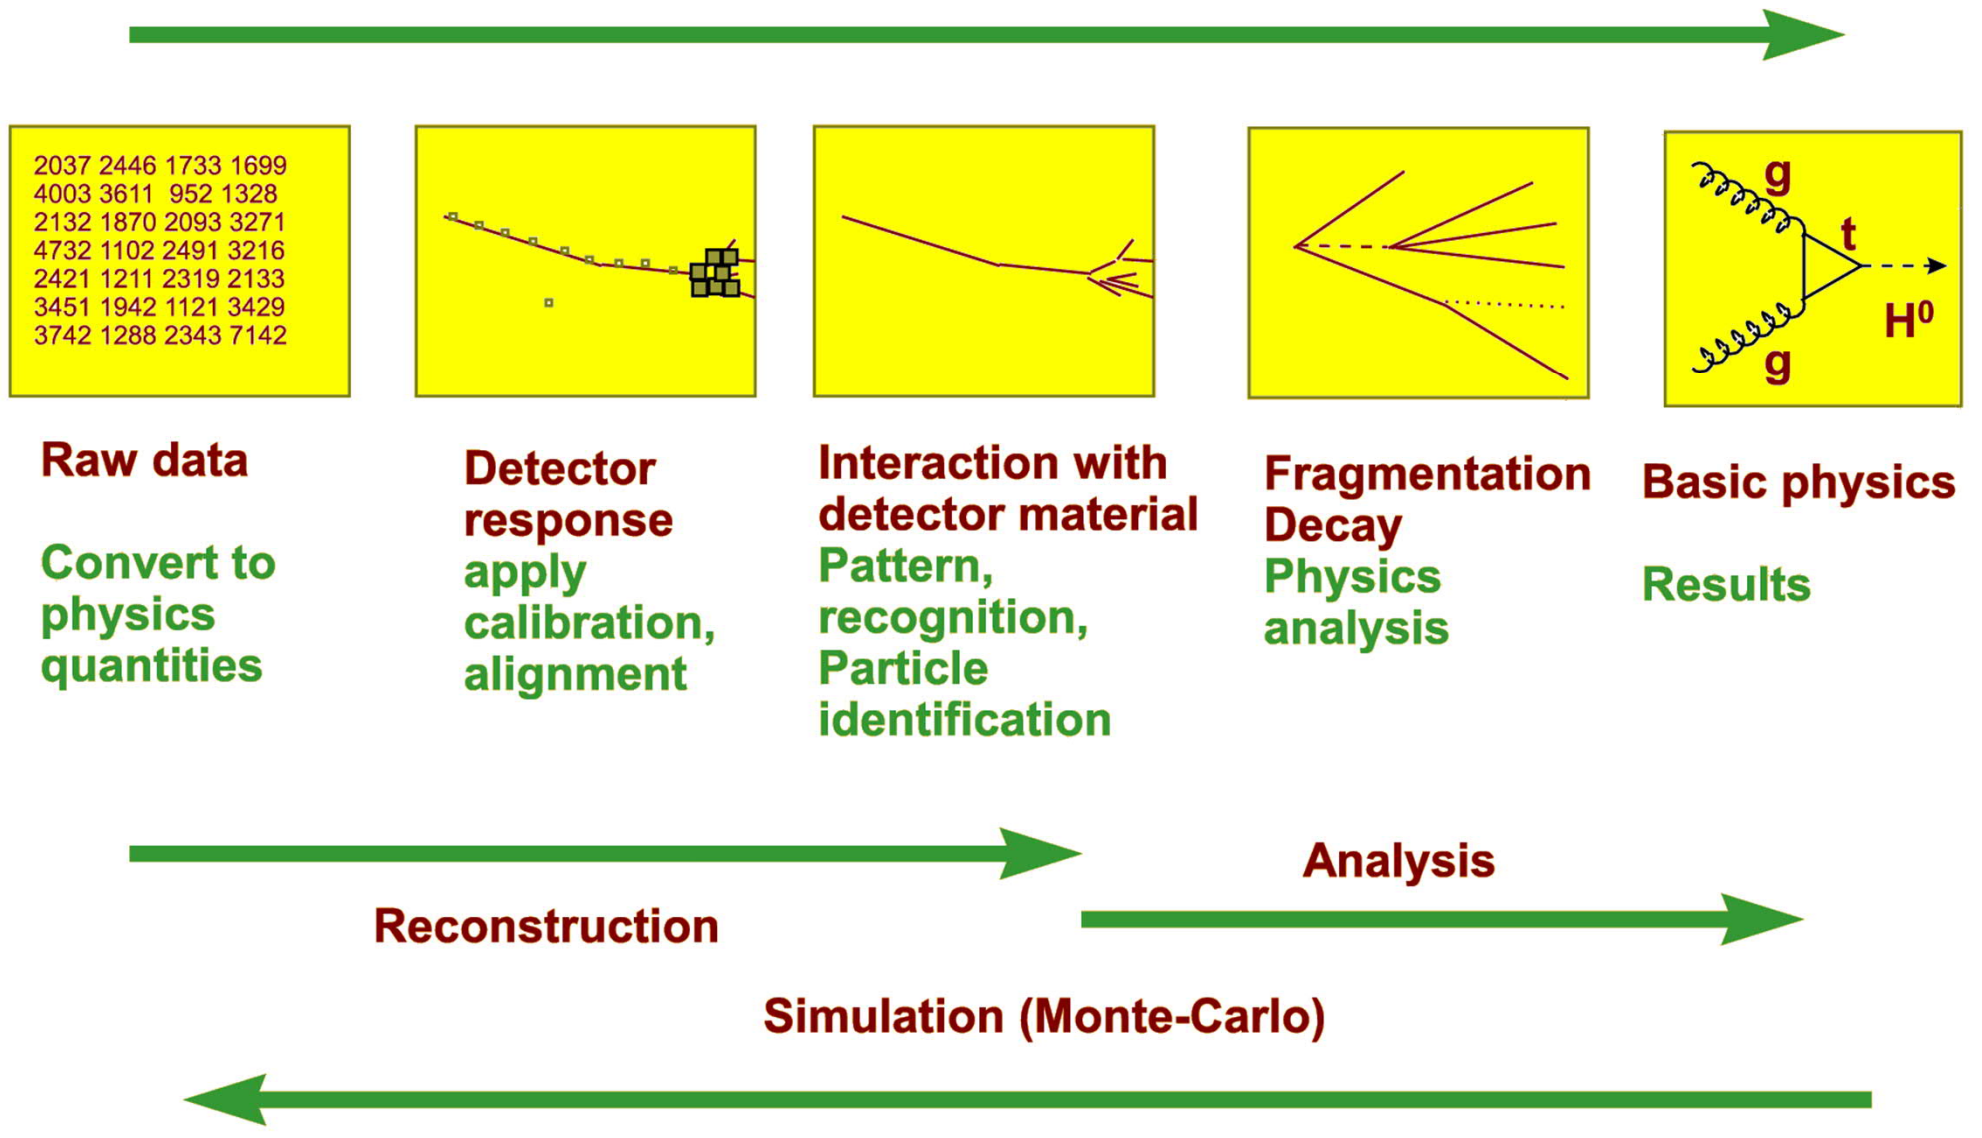 2037 2446 1733 1699
4003 3611 952 1328
2132 1870 2093 3271
4732 1102 2491 3216
2421 1211 2319 2133
3451 1942 1121 3429
3742 1288 2343 7142
g
t
H⁰
g
Raw data
Convert to
physics
quantities
Detector
response
apply
calibration,
alignment
Interaction with
detector material
Pattern,
recognition,
Particle
identification
Fragmentation
Decay
Physics
analysis
Basic physics
Results
Reconstruction
Analysis
Simulation (Monte-Carlo)